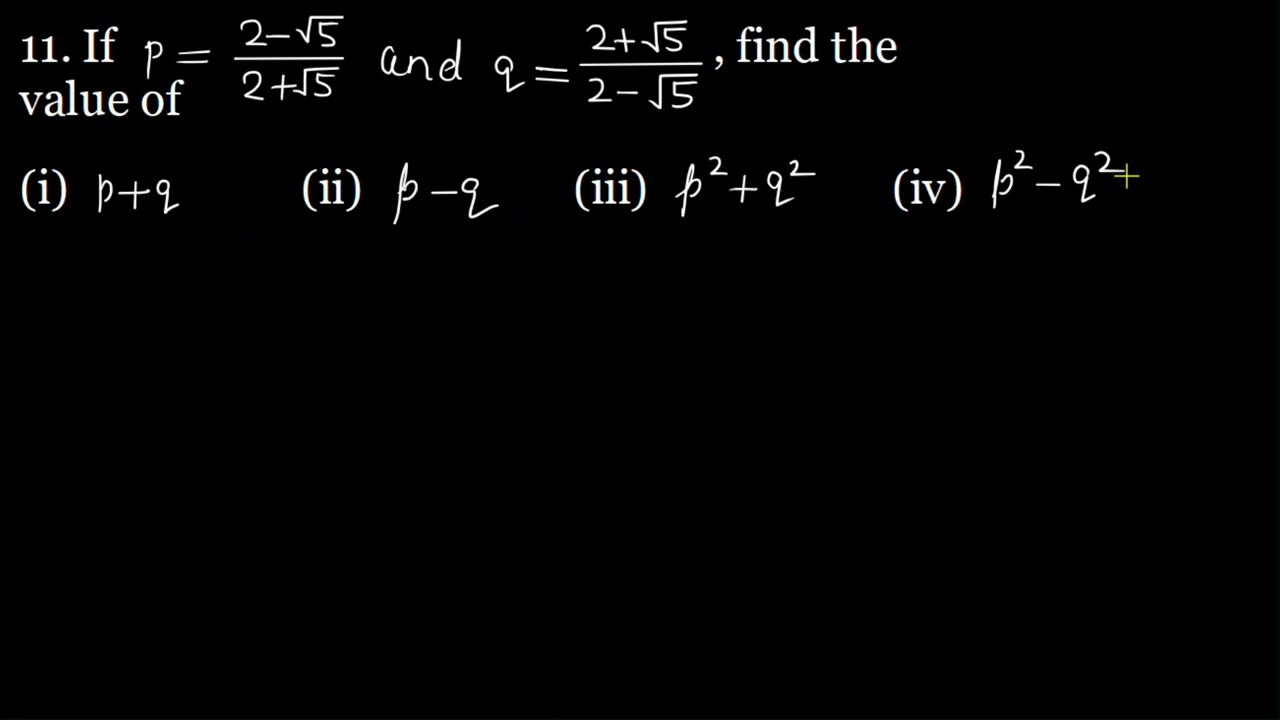 11. If p = (2-√5)/(2+√5) and q = (2+√5)/(2-√5), find the
value of
(i) p+q (ii) p-q (iii) p²+q² (iv) p²-q²